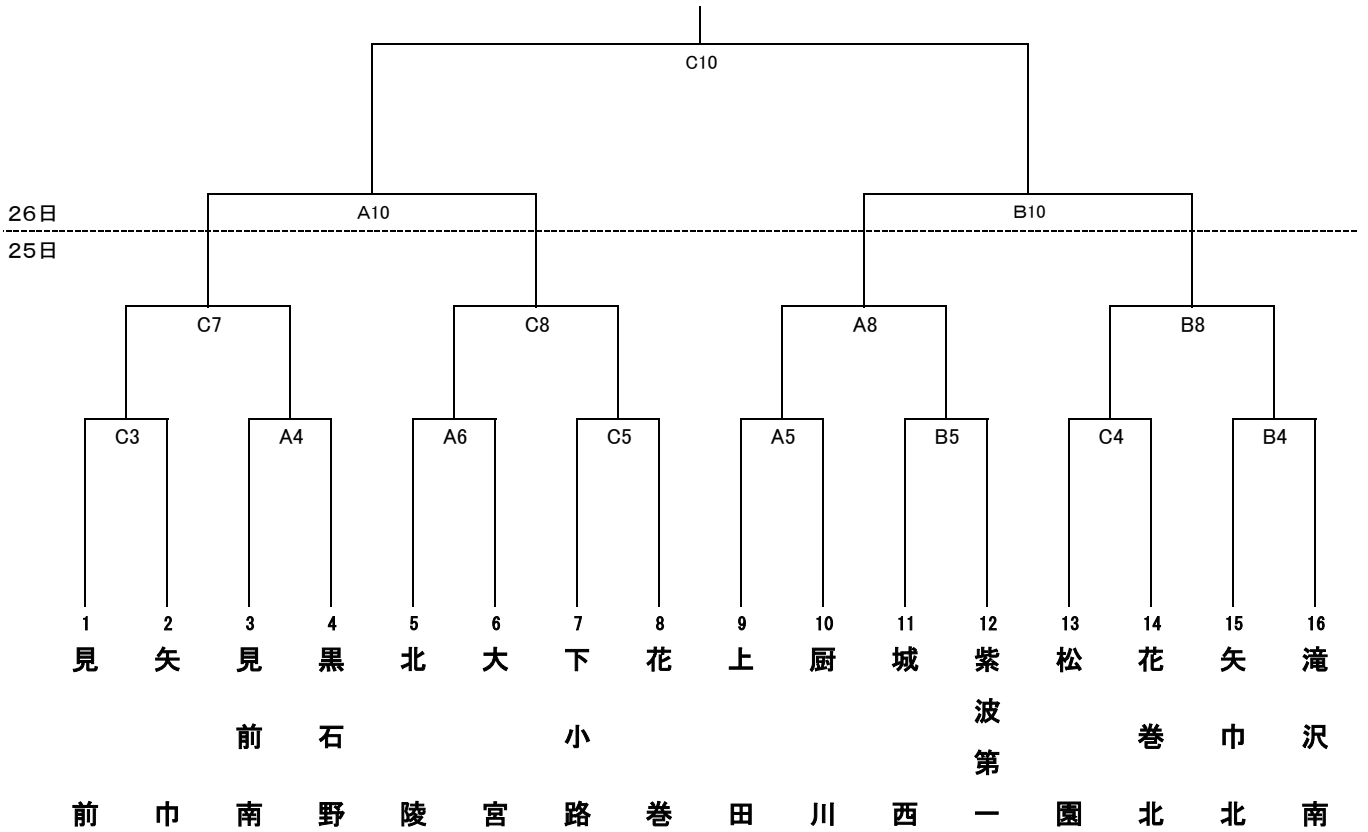 C10
26日
A10
B10
25日
C7
C8
A8
B8
C3
A4
A6
C5
A5
B5
C4
B4
1
2
3
4
5
6
7
8
9
10
11
12
13
14
15
16
見前
矢巾
見前南
黒石野
北陵
大宮
下小路
花巻
上田
厨川
城西
紫波第一
松園
花巻北
矢巾北
滝沢南